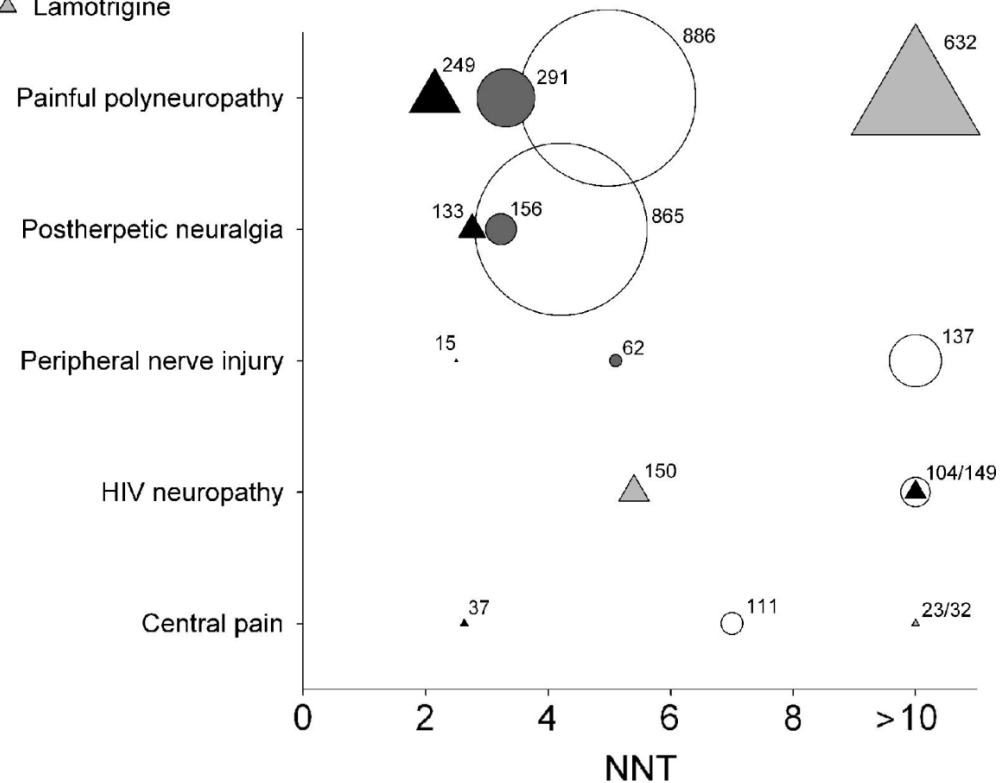 Lamotrigine
886
632
249
291
Painful polyneuropathy
133
156
865
Postherpetic neuralgia
15
62
137
Peripheral nerve injury
150
104/149
HIV neuropathy
37
111
23/32
Central pain
0 2 4 6 8 >10
NNT